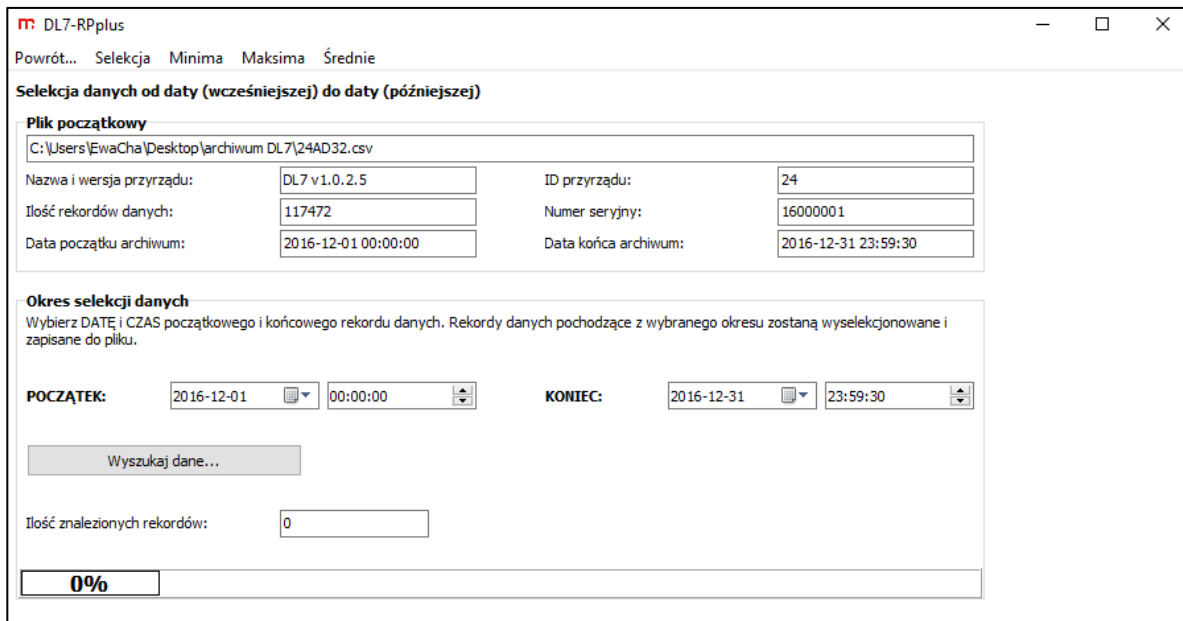 DL7-RPplus
Powrót... Selekcja Minima Maksima Średnie
Selekcja danych od daty (wcześniejszej) do daty (późniejszej)
Plik początkowy
C:\Users\EwaCha\Desktop\archiwum DL7\24AD32.csv
Nazwa i wersja przyrządu: DL7 v1.0.2.5 ID przyrządu: 24
Ilość rekordów danych: 117472 Numer seryjny: 16000001
Data początku archiwum: 2016-12-01 00:00:00 Data końca archiwum: 2016-12-31 23:59:30
Okres selekcji danych
Wybierz DATĘ i CZAS początkowego i końcowego rekordu danych. Rekordy danych pochodzące z wybranego okresu zostaną wyselekcjonowane i
zapisane do pliku.
POCZĄTEK: 2016-12-01 00:00:00 KONIEC: 2016-12-31 23:59:30
Wyszukaj dane...
Ilość znalezionych rekordów: 0
0%